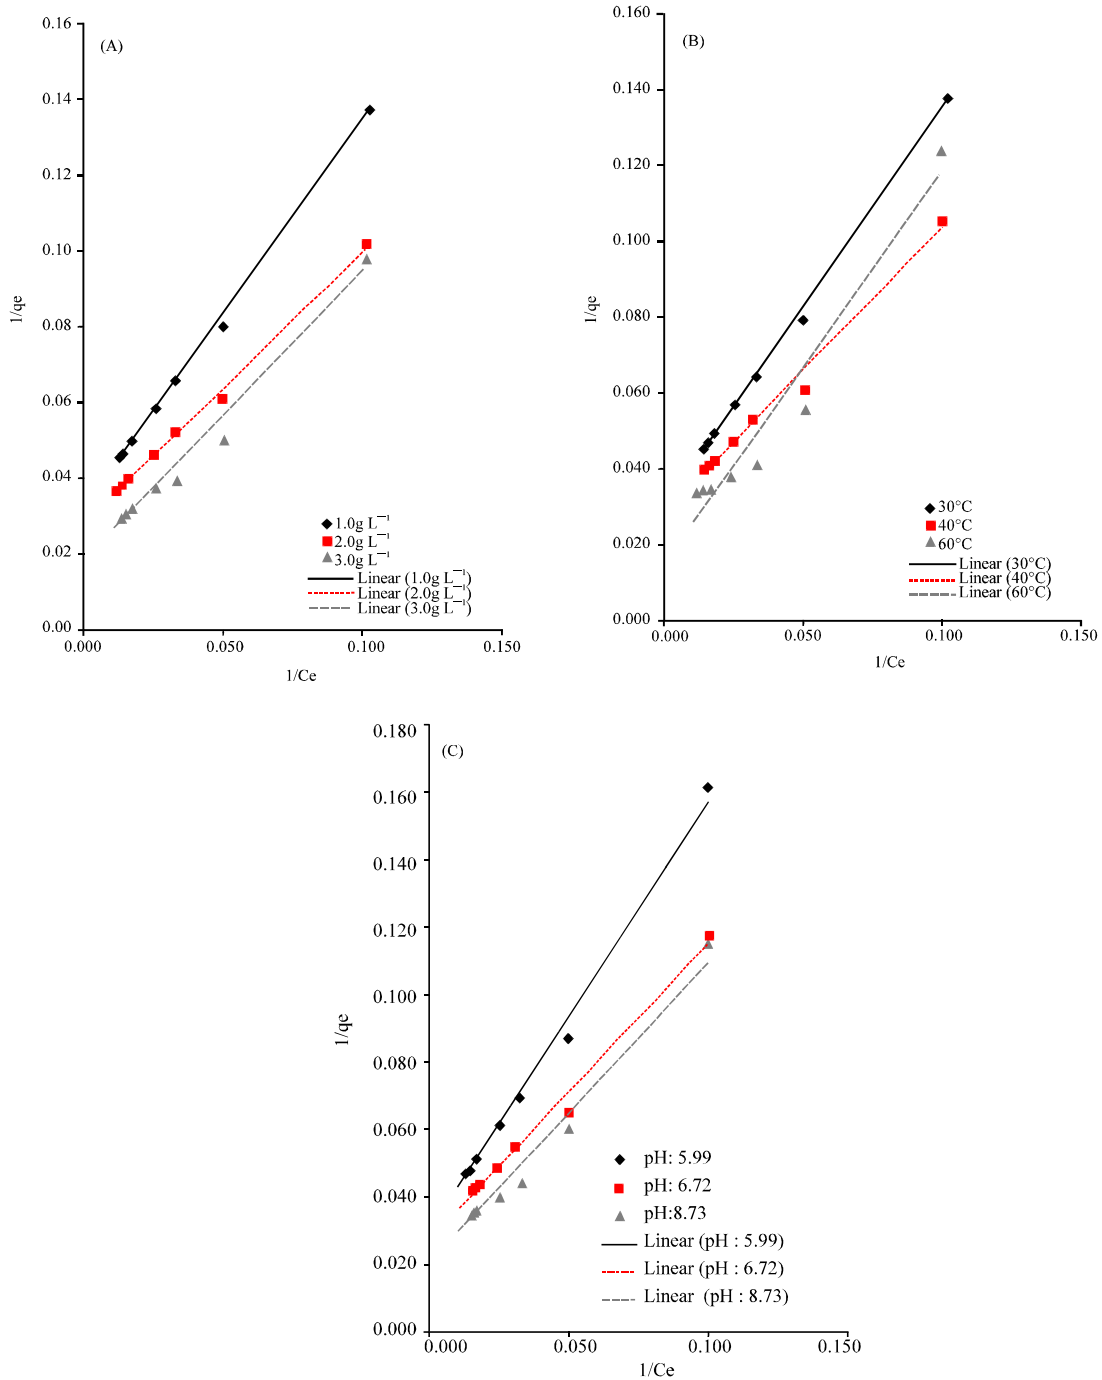 (A)
0.16
0.14
0.12
0.10
0.08
0.06
0.04
0.02
0.00
0.000
0.050
0.100
0.150
1/qe
1/Ce
1.0g L⁻¹
2.0g L⁻¹
3.0g L⁻¹
Linear (1.0g L⁻¹)
Linear (2.0g L⁻¹)
Linear (3.0g L⁻¹)
(B)
0.160
0.140
0.120
0.100
0.080
0.060
0.040
0.020
0.000
0.000
0.050
0.100
0.150
1/qe
1/Ce
30°C
40°C
60°C
Linear (30°C)
Linear (40°C)
Linear (60°C)
(C)
0.180
0.160
0.140
0.120
0.100
0.080
0.060
0.040
0.020
0.000
0.000
0.050
0.100
0.150
1/qe
1/Ce
pH: 5.99
pH: 6.72
pH:8.73
Linear (pH : 5.99)
Linear (pH : 6.72)
Linear (pH : 8.73)